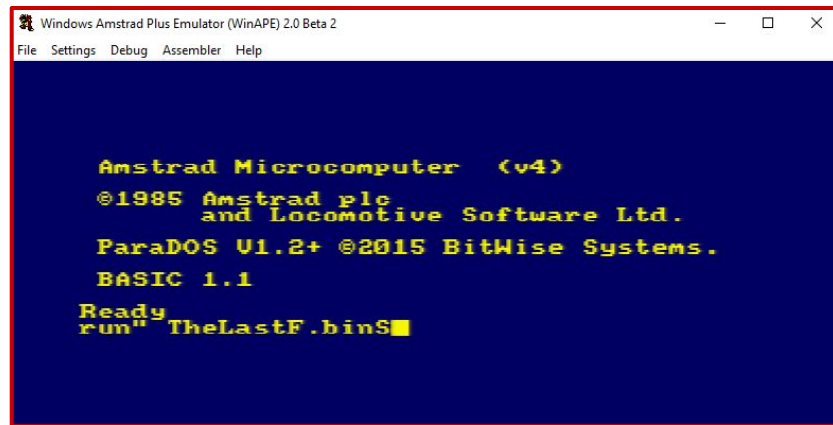 Windows Amstrad Plus Emulator (WinAPE) 2.0 Beta 2
File Settings Debug Assembler Help
Amstrad Microcomputer (v4)
©1985 Amstrad plc
and Locomotive Software Ltd.
ParaDOS V1.2+ ©2015 BitWise Systems.
BASIC 1.1
Ready
run" TheLastF.binS